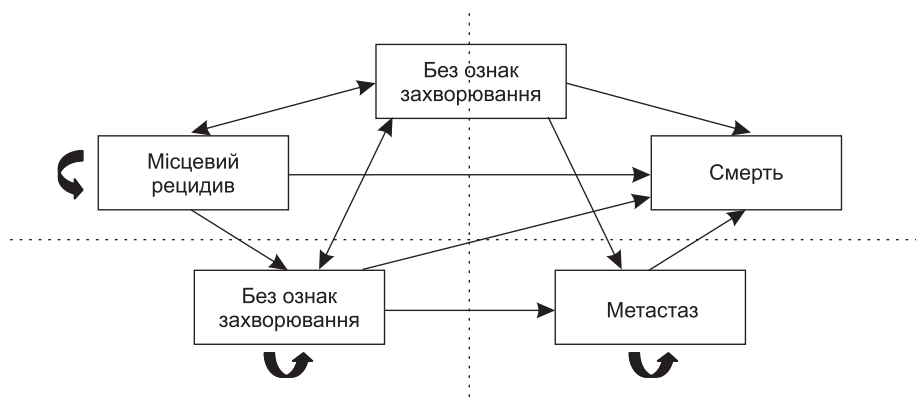 Без ознак
захворювання
Місцевий
рецидив
Смерть
Без ознак
захворювання
Метастаз